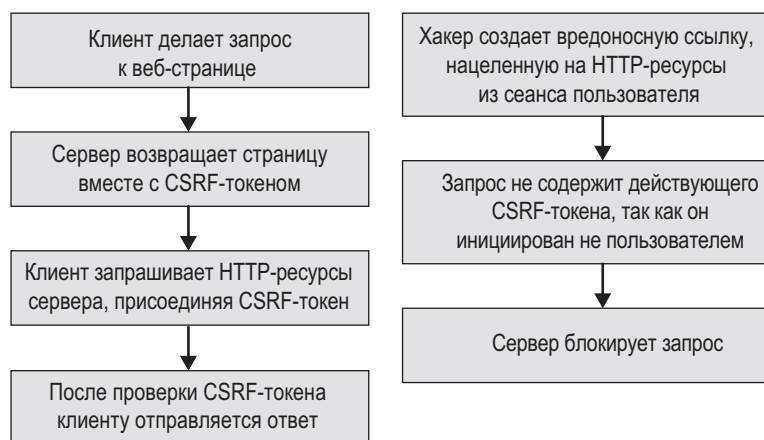 Клиент делает запрос
к веб-странице
Сервер возвращает страницу
вместе с CSRF-токеном
Клиент запрашивает HTTP-ресурсы
сервера, присоединяя CSRF-токен
После проверки CSRF-токена
клиенту отправляется ответ
Хакер создает вредоносную ссылку,
нацеленную на HTTP-ресурсы
из сеанса пользователя
Запрос не содержит действующего
CSRF-токена, так как он
инициирован не пользователем
Сервер блокирует запрос